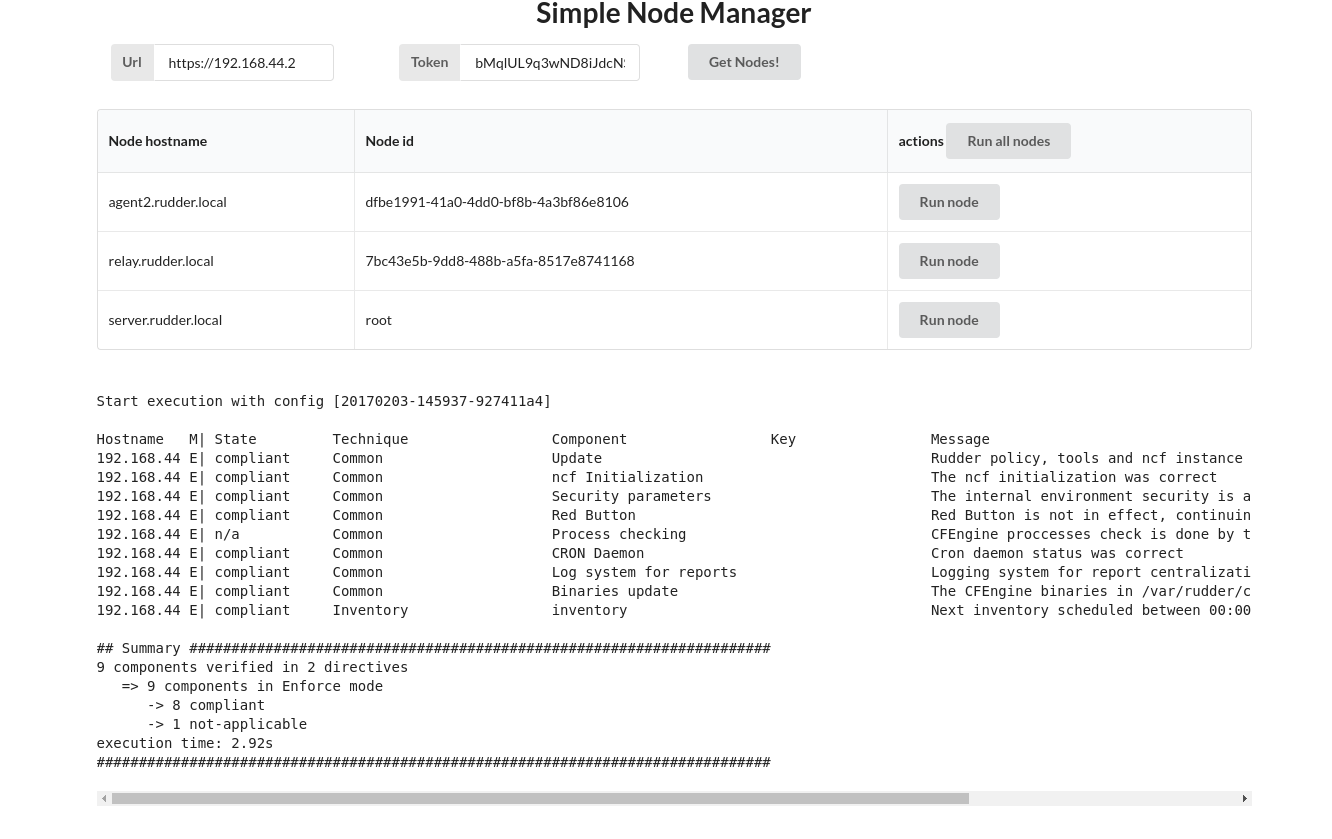 Simple Node Manager
Url https://192.168.44.2 Token bMqlUL9q3wND8iJdcN Get Nodes!
Node hostname Node id actions Run all nodes
agent2.rudder.local dfbe1991-41a0-4dd0-bf8b-4a3bf86e8106 Run node
relay.rudder.local 7bc43e5b-9dd8-488b-a5fa-8517e8741168 Run node
server.rudder.local root Run node
Start execution with config [20170203-145937-927411a4]
Hostname M| State Technique Component Key Message
192.168.44 E| compliant Common Update Rudder policy, tools and ncf instance
192.168.44 E| compliant Common ncf Initialization The ncf initialization was correct
192.168.44 E| compliant Common Security parameters The internal environment security is a
192.168.44 E| compliant Common Red Button Red Button is not in effect, continuin
192.168.44 E| n/a Common Process checking CFEngine proccesses check is done by t
192.168.44 E| compliant Common CRON Daemon Cron daemon status was correct
192.168.44 E| compliant Common Log system for reports Logging system for report centralizati
192.168.44 E| compliant Common Binaries update The CFEngine binaries in /var/rudder/c
192.168.44 E| compliant Inventory inventory Next inventory scheduled between 00:00
## Summary #####################################################################
9 components verified in 2 directives
=> 9 components in Enforce mode
-> 8 compliant
-> 1 not-applicable
execution time: 2.92s
################################################################################